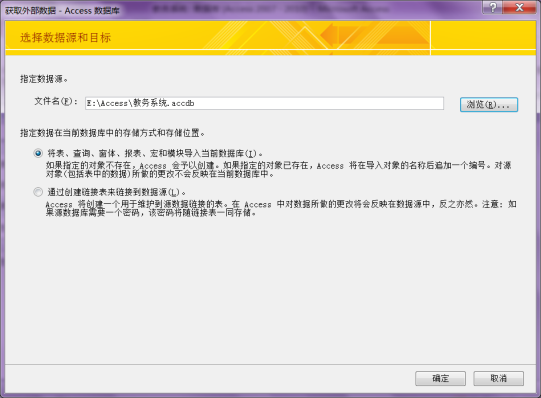 获取外部数据 - Access 数据库
选择数据源和目标
指定数据源。
文件名(F):
E:\Access\教务系统.accdb
浏览(R)...
指定数据在当前数据库中的存储方式和存储位置。
将表、查询、窗体、报表、宏和模块导入当前数据库(I)。
如果指定的对象不存在，Access 会予以创建。如果指定的对象已存在，Access 将在导入对象的名称后追加一个编号。对源
对象(包括表中的数据)所做的更改不会反映在当前数据库中。
通过创建链接表来链接到数据源(L)。
Access 将创建一个用于维护到源数据链接的表。在 Access 中对数据所做的更改将会反映在数据源中，反之亦然。注意: 如
果源数据库需要一个密码，该密码将随链接表一同存储。
确定
取消